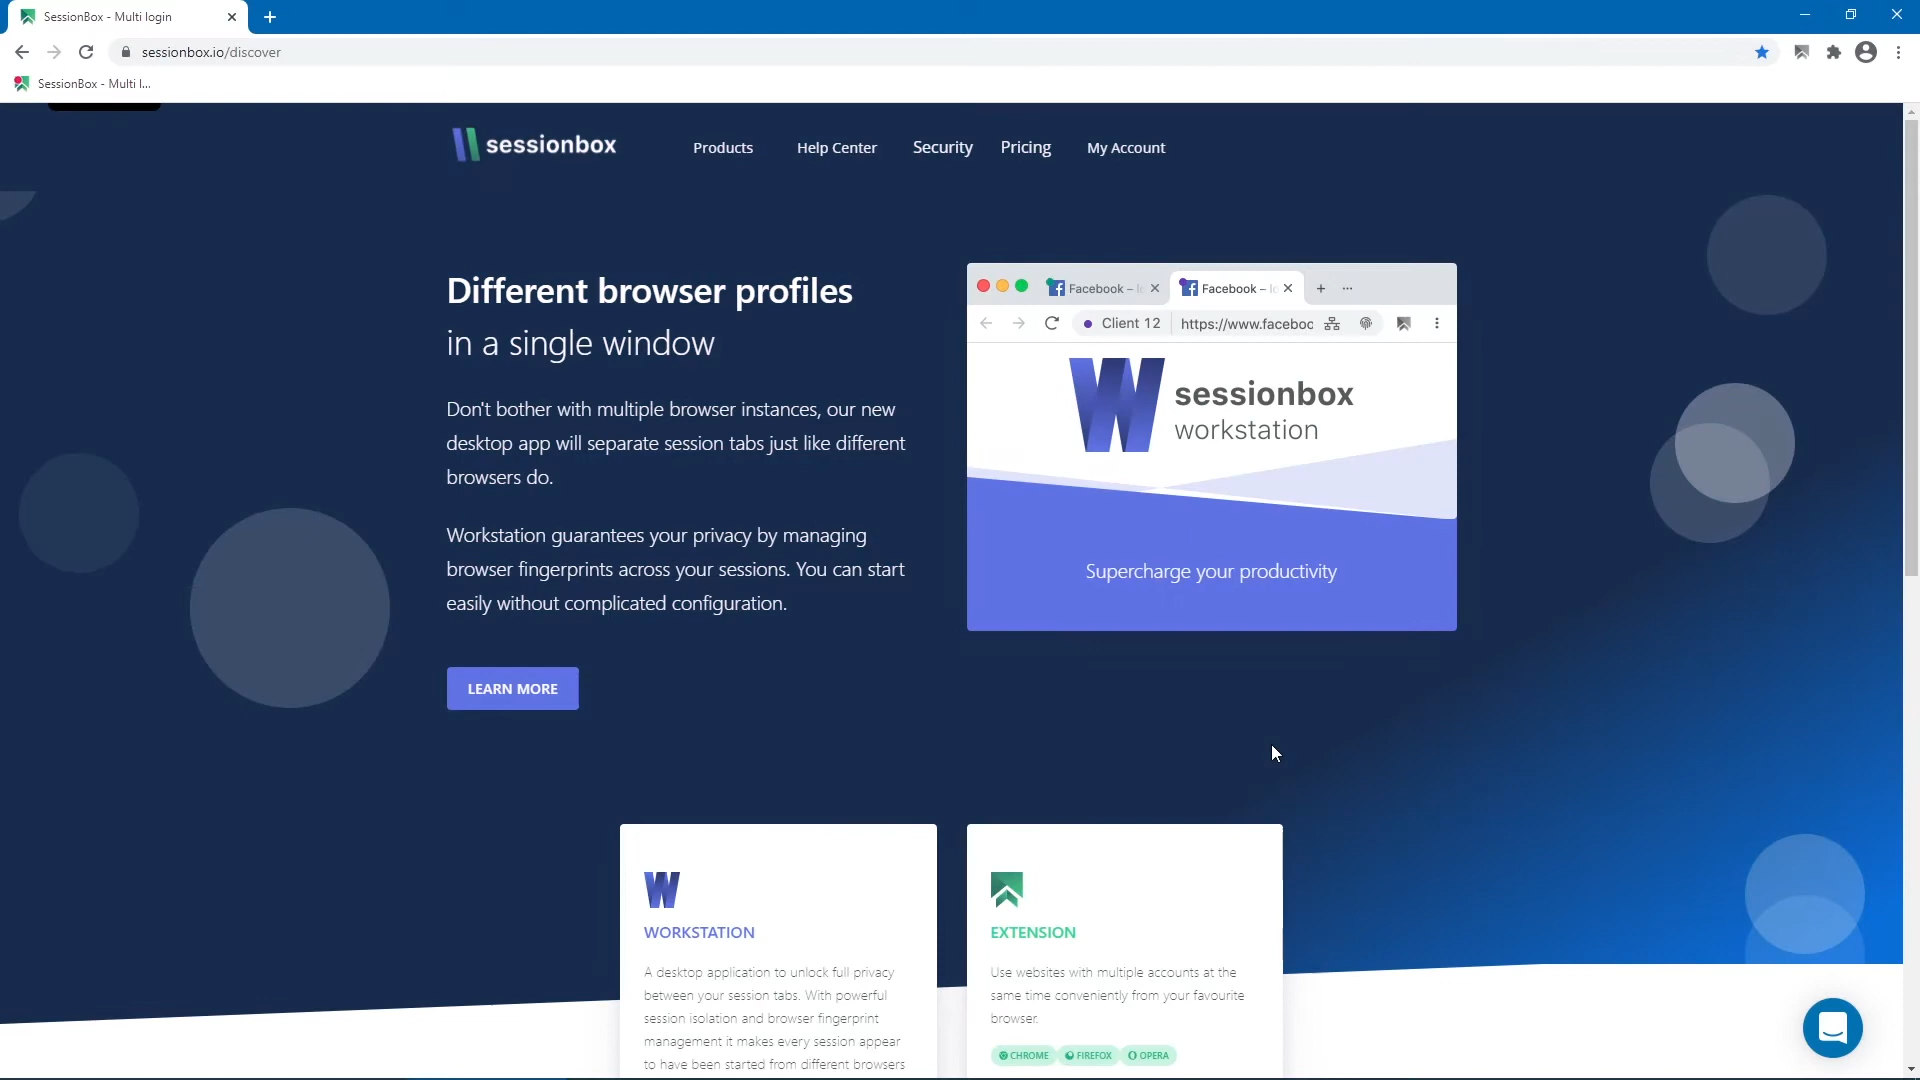 SessionBox - Multi login
sessionbox.io/discover
SessionBox - Multi l...
sessionbox
Products
Help Center
Security
Pricing
My Account
Different browser profiles
in a single window
Don't bother with multiple browser instances, our new
desktop app will separate session tabs just like different
browsers do.
Workstation guarantees your privacy by managing
browser fingerprints across your sessions. You can start
easily without complicated configuration.
LEARN MORE
Facebook –
Facebook –
Client 12
https://www.faceboo
sessionbox
workstation
Supercharge your productivity
WORKSTATION
A desktop application to unlock full privacy
between your session tabs. With powerful
session isolation and browser fingerprint
management it makes every session appear
to have been started from different browsers
EXTENSION
Use websites with multiple accounts at the
same time conveniently from your favourite
browser.
CHROME
FIREFOX
OPERA